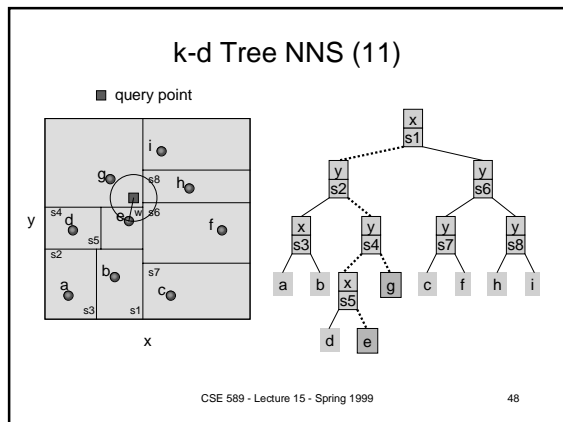 k-d Tree NNS (11)
query point
x
s1
y
s2
y
s6
x
s3
y
s4
y
s7
y
s8
a
b
x
s5
g
c
f
h
i
d
e
i
g
s8
h
y
s4
d
e
w
s6
f
s5
s2
b
s7
a
c
s3
s1
x
CSE 589 - Lecture 15 - Spring 1999
48